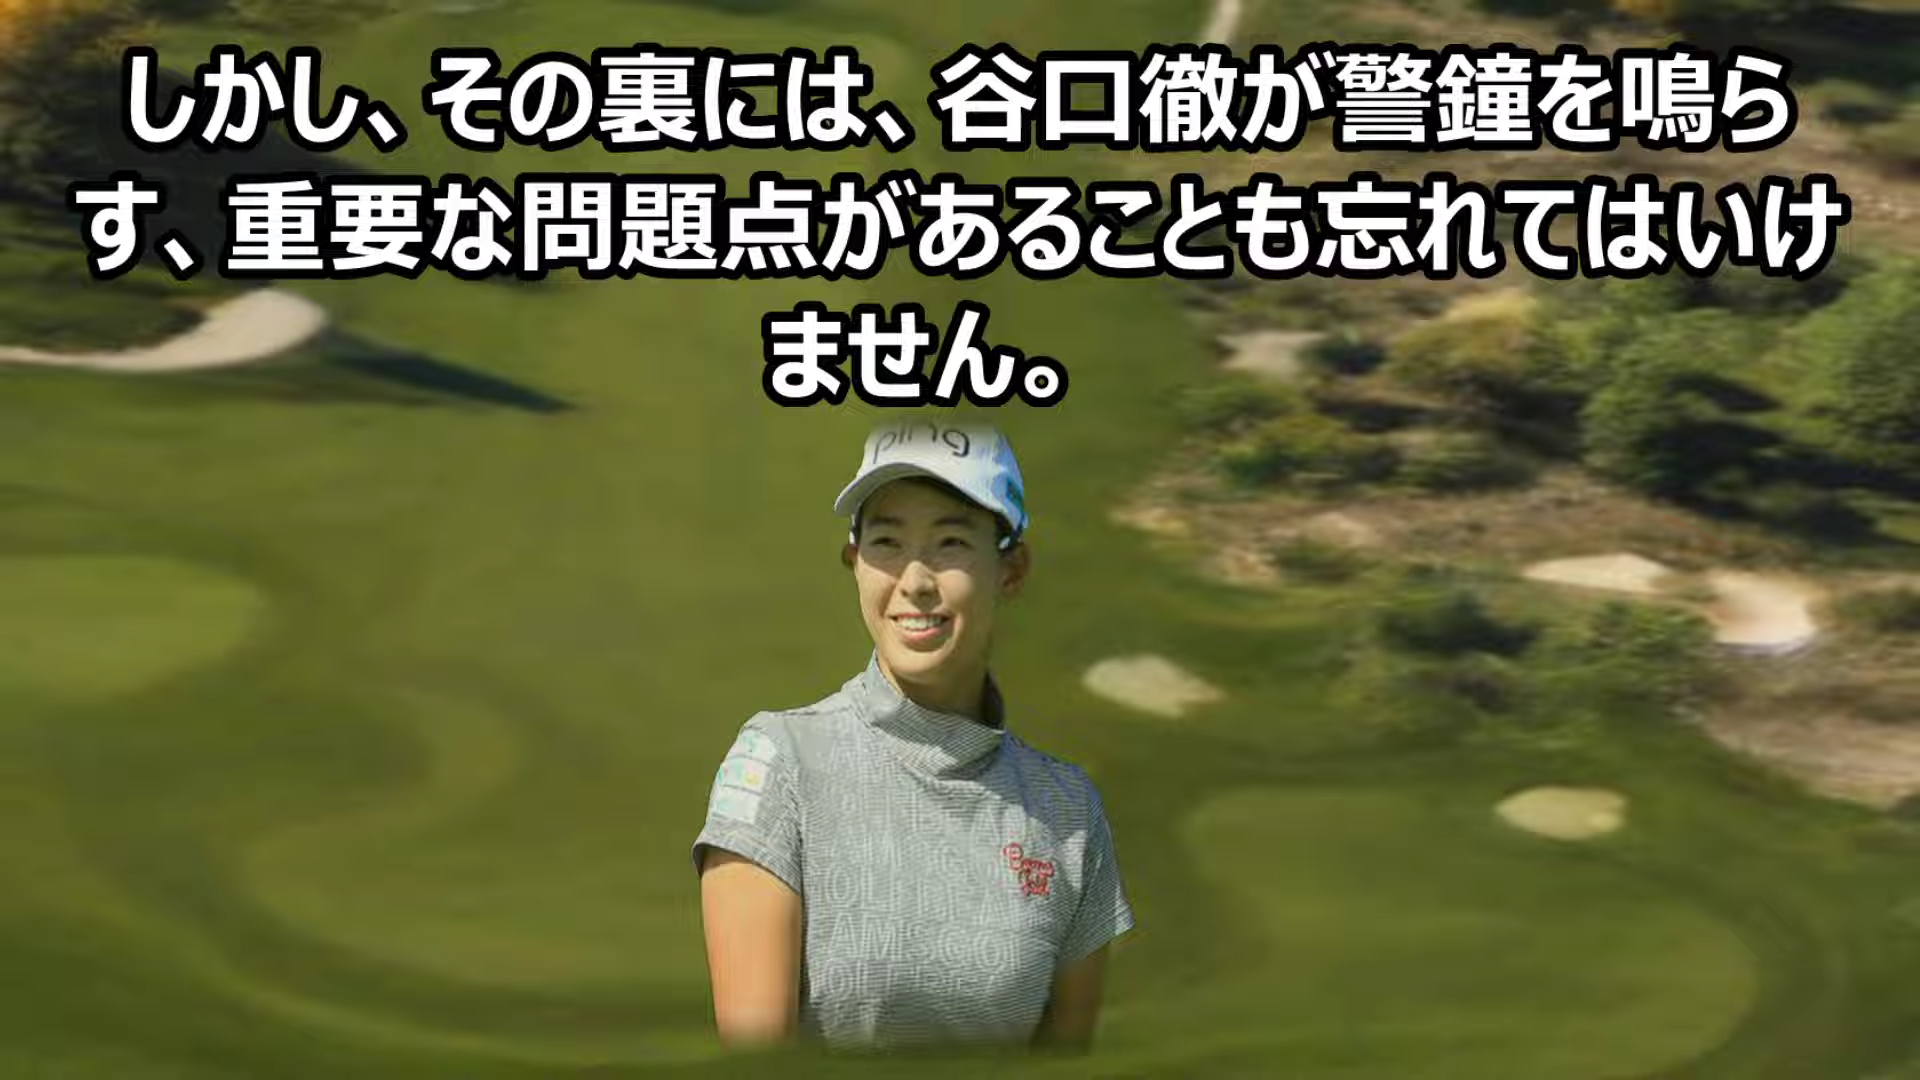 しかし、その裏には、谷口徹が警鐘を鳴ら
す、重要な問題点があることも忘れてはいけ
ません。
ping